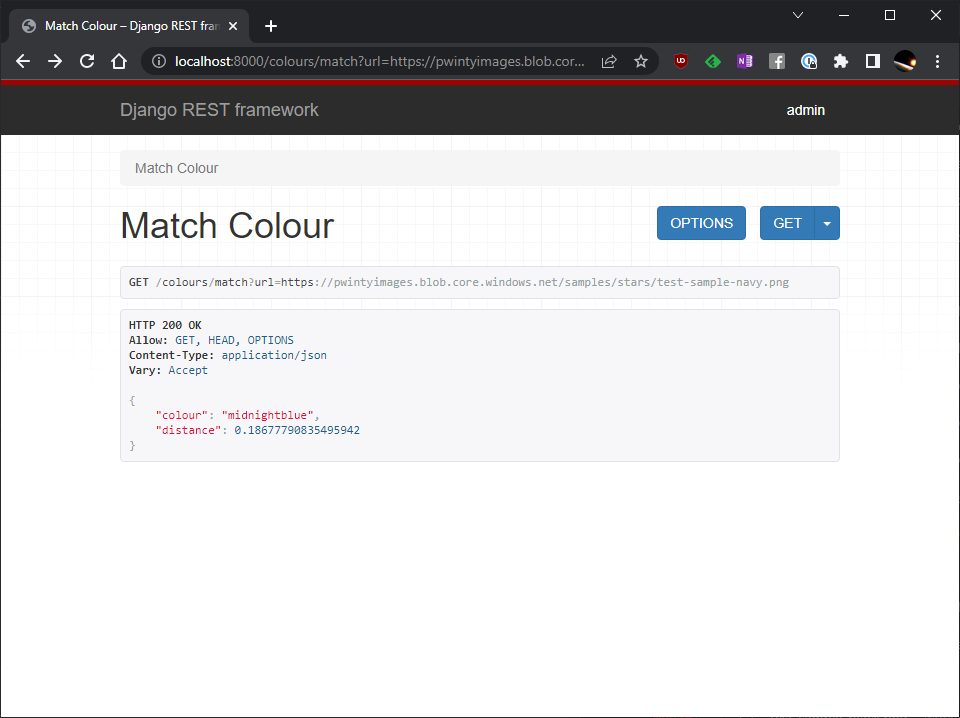 Match Colour – Django REST fran
localhost:8000/colours/match?url=https://pwintyimages.blob.cor...
Django REST framework
admin
Match Colour
Match Colour
OPTIONS
GET
GET /colours/match?url=https://pwintyimages.blob.core.windows.net/samples/stars/test-sample-navy.png
HTTP 200 OK
Allow: GET, HEAD, OPTIONS
Content-Type: application/json
Vary: Accept
{
"colour": "midnightblue",
"distance": 0.18677790835495942
}